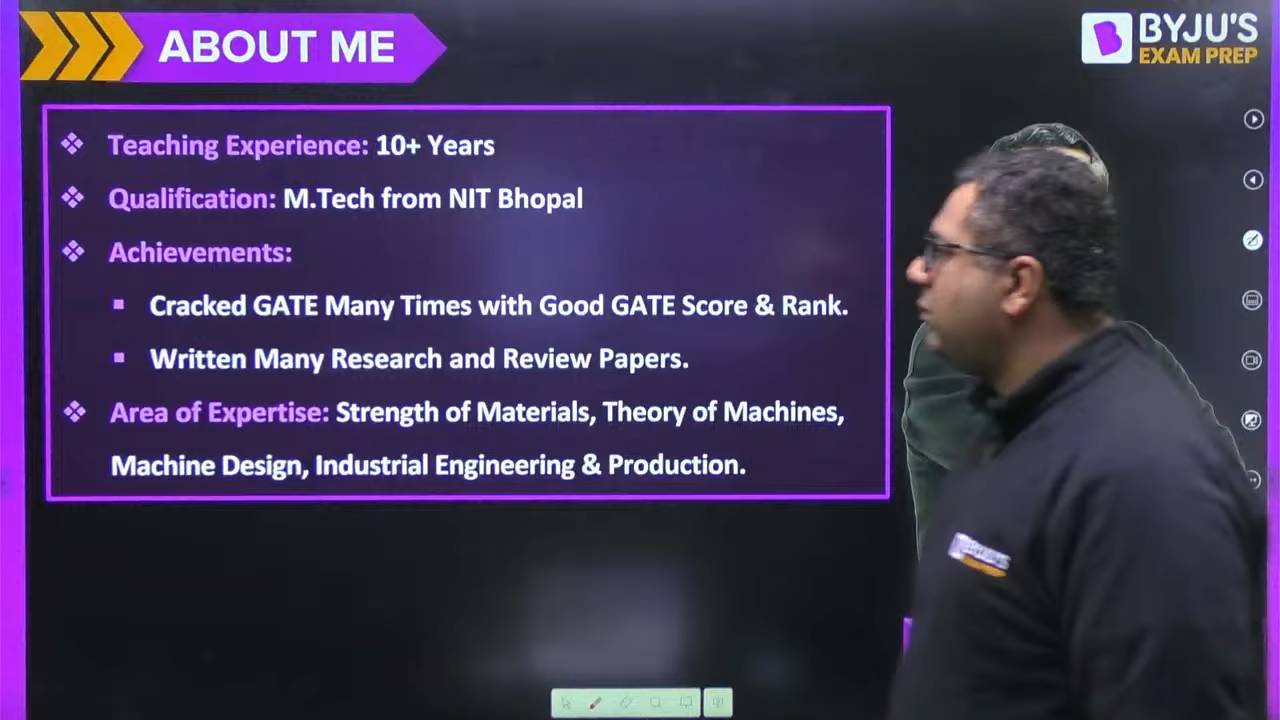 ABOUT ME
BYJU'S
EXAM PREP
Teaching Experience: 10+ Years
Qualification: M.Tech from NIT Bhopal
Achievements:
Cracked GATE Many Times with Good GATE Score & Rank.
Written Many Research and Review Papers.
Area of Expertise: Strength of Materials, Theory of Machines,
Machine Design, Industrial Engineering & Production.